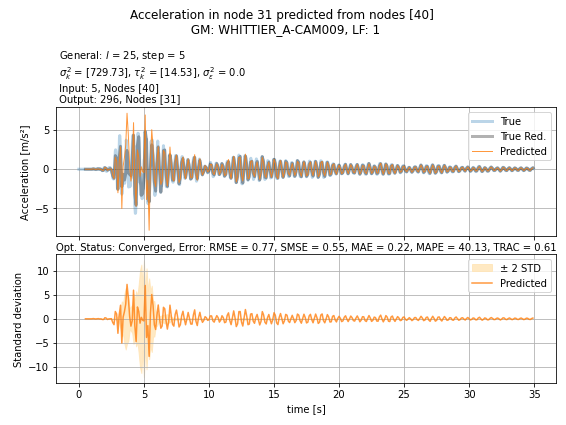 Acceleration in node 31 predicted from nodes [40]
GM: WHITTIER_A-CAM009, LF: 1
General: l = 25, step = 5
σ²ₖ = [729.73], τ²ₖ = [14.53], σ²ε = 0.0
Input: 5, Nodes [40]
Output: 296, Nodes [31]
Acceleration [m/s²]
5
0
−5
True
True Red.
Predicted
Opt. Status: Converged, Error: RMSE = 0.77, SMSE = 0.55, MAE = 0.22, MAPE = 40.13, TRAC = 0.61
Standard deviation
10
5
0
−5
−10
± 2 STD
Predicted
0 5 10 15 20 25 30 35
time [s]